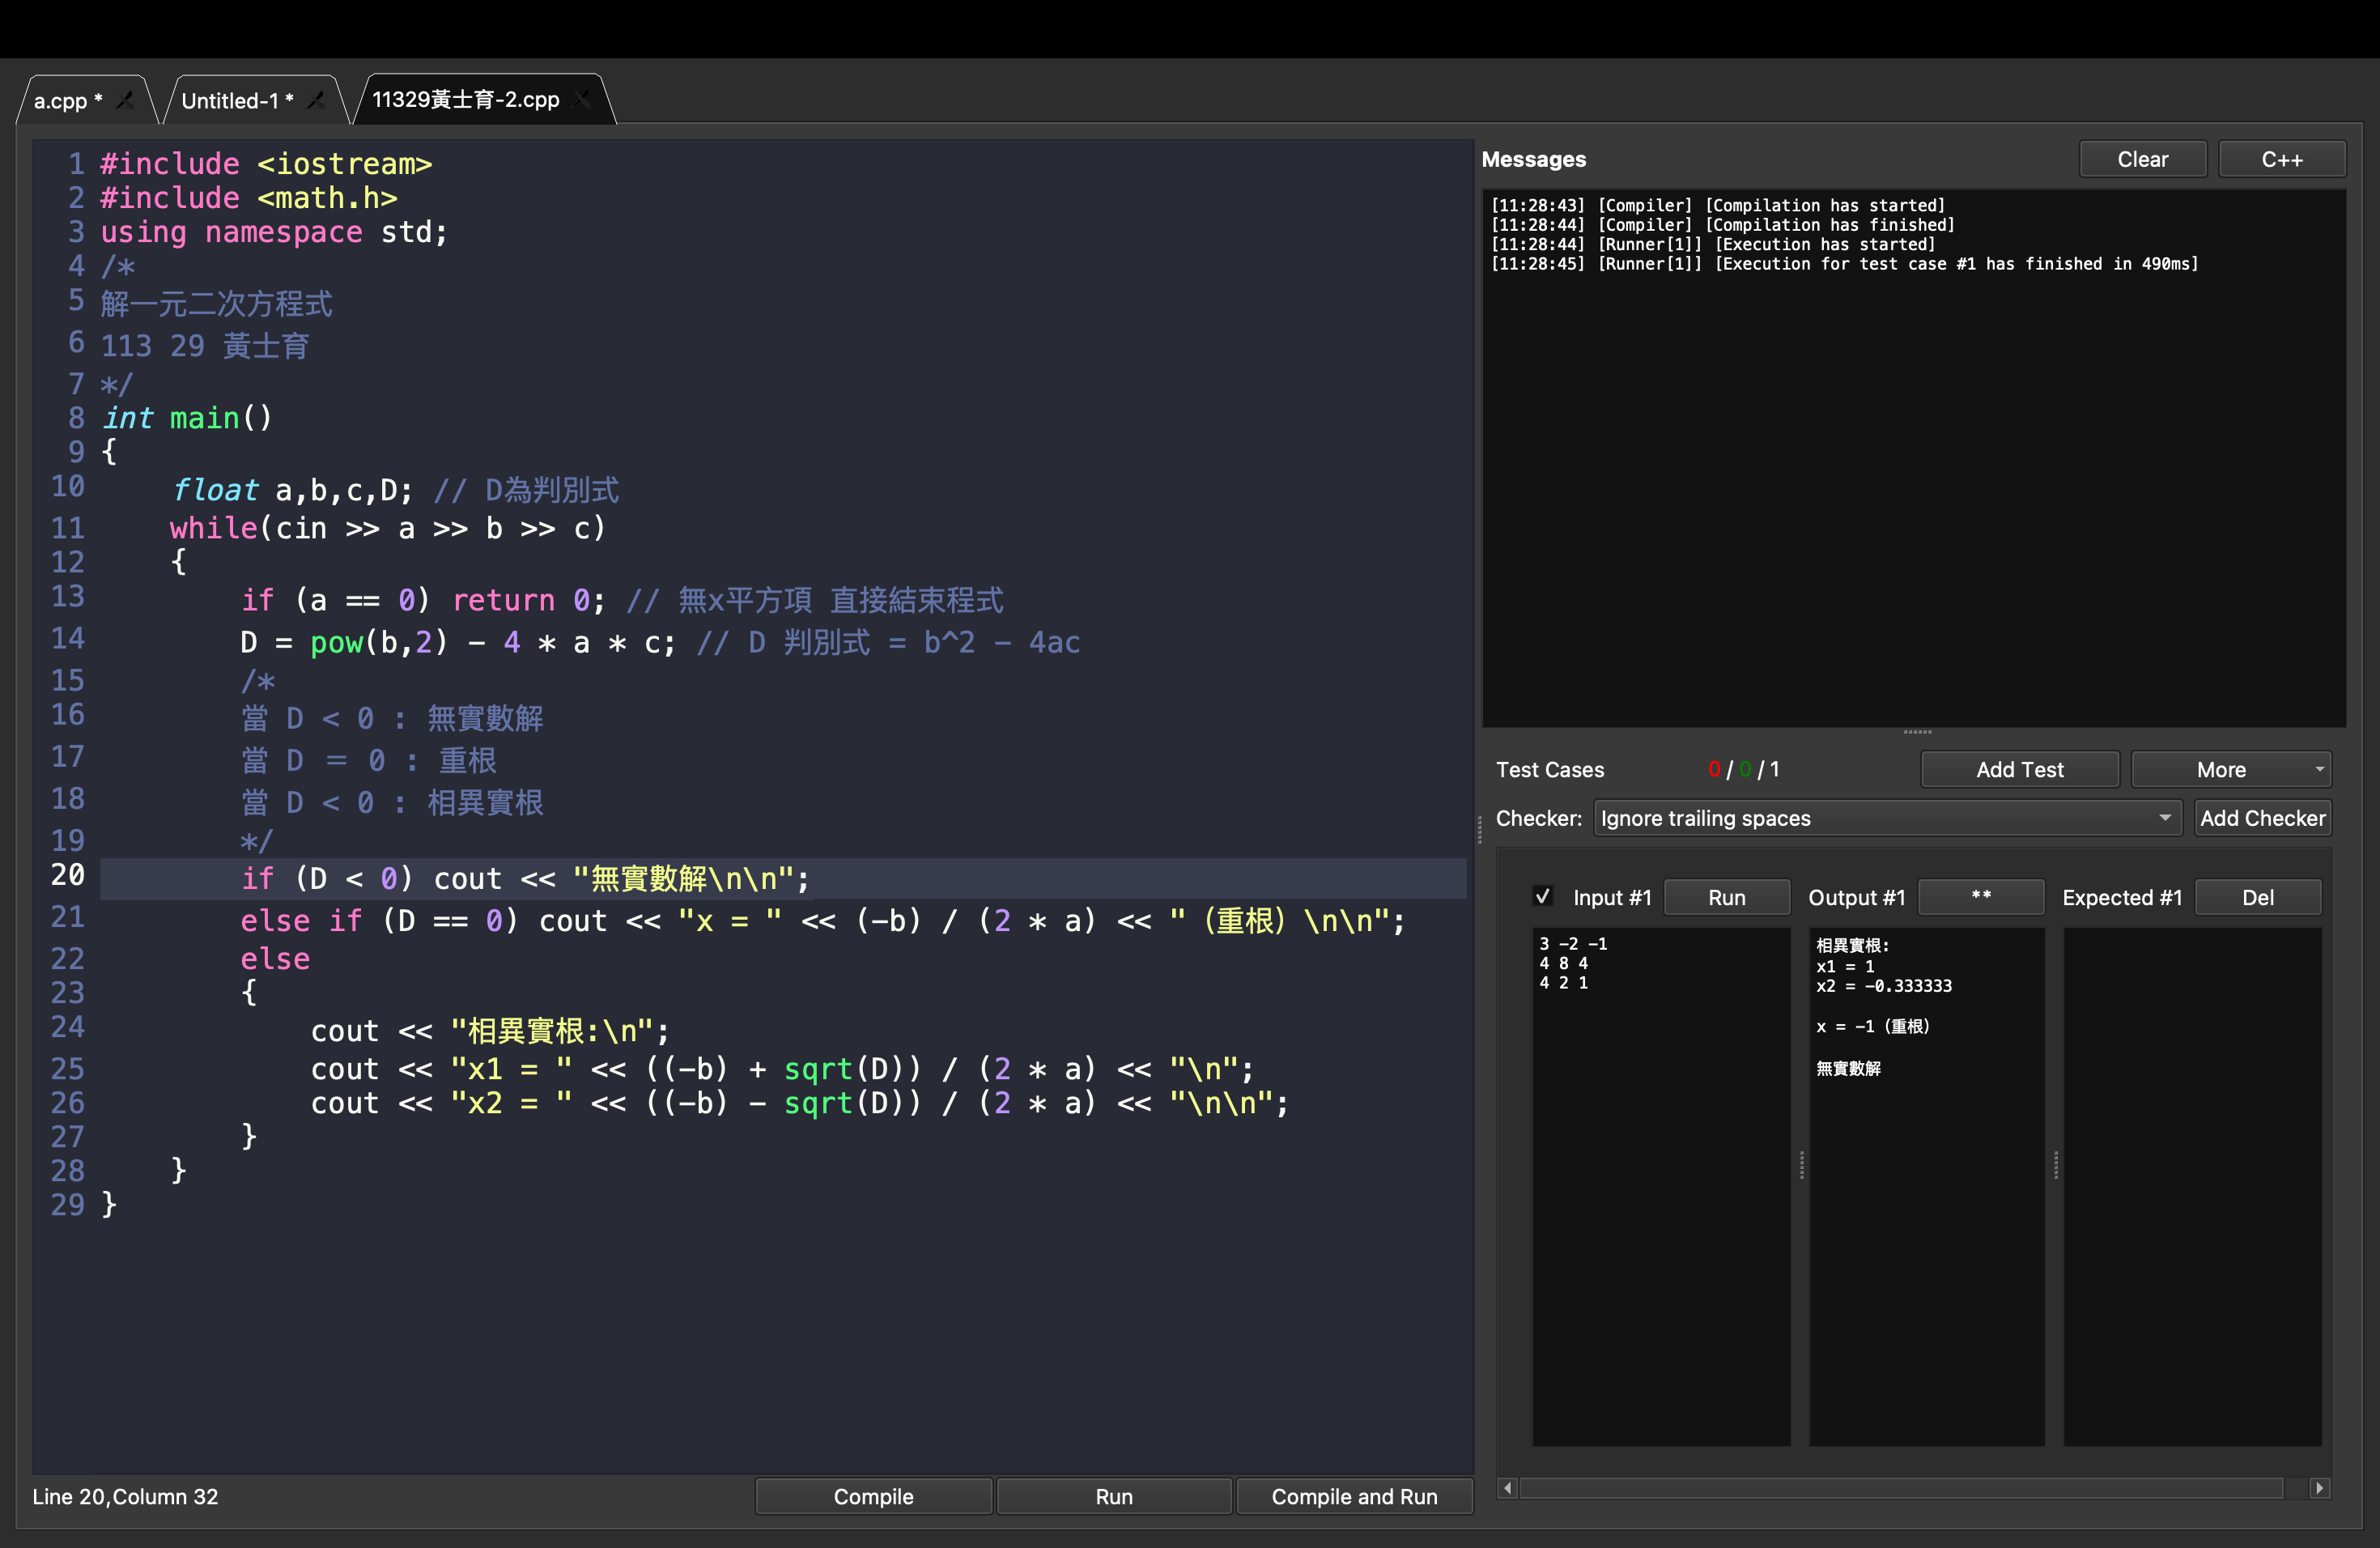 a.cpp *
Untitled-1 *
11329黃士育-2.cpp
1 #include <iostream>
2 #include <math.h>
3 using namespace std;
4 /*
5 解一元二次方程式
6 113 29 黃士育
7 */
8 int main()
9 {
10 float a,b,c,D; // D為判別式
11 while(cin >> a >> b >> c)
12 {
13 if (a == 0) return 0; // 無x平方項 直接結束程式
14 D = pow(b,2) - 4 * a * c; // D 判別式 = b^2 - 4ac
15 /*
16 當 D < 0 : 無實數解
17 當 D ＝ 0 : 重根
18 當 D < 0 : 相異實根
19 */
20 if (D < 0) cout << "無實數解\n\n";
21 else if (D == 0) cout << "x = " << (-b) / (2 * a) << "（重根）\n\n";
22 else
23 {
24 cout << "相異實根:\n";
25 cout << "x1 = " << ((-b) + sqrt(D)) / (2 * a) << "\n";
26 cout << "x2 = " << ((-b) - sqrt(D)) / (2 * a) << "\n\n";
27 }
28 }
29 }
Line 20,Column 32
Compile
Run
Compile and Run
Messages
Clear
C++
[11:28:43] [Compiler] [Compilation has started]
[11:28:44] [Compiler] [Compilation has finished]
[11:28:44] [Runner[1]] [Execution has started]
[11:28:45] [Runner[1]] [Execution for test case #1 has finished in 490ms]
Test Cases
0 / 0 / 1
Add Test
More
Checker:
Ignore trailing spaces
Add Checker
Input #1
Run
Output #1
**
Expected #1
Del
3 -2 -1
4 8 4
4 2 1
相異實根:
x1 = 1
x2 = -0.333333
x = -1（重根）
無實數解